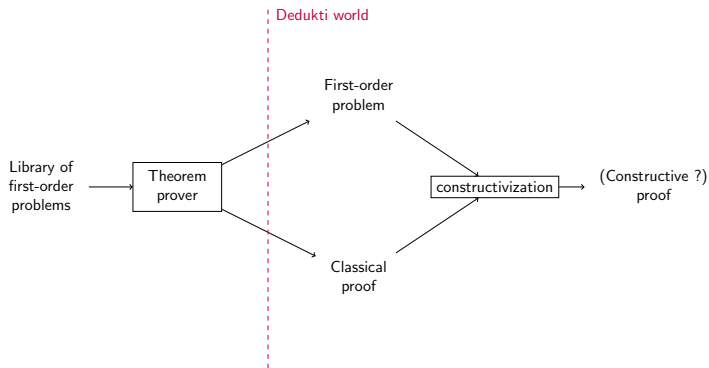 Dedukti world
First-order
problem
Library of
first-order
problems
Theorem
prover
constructivization
(Constructive ?)
proof
Classical
proof